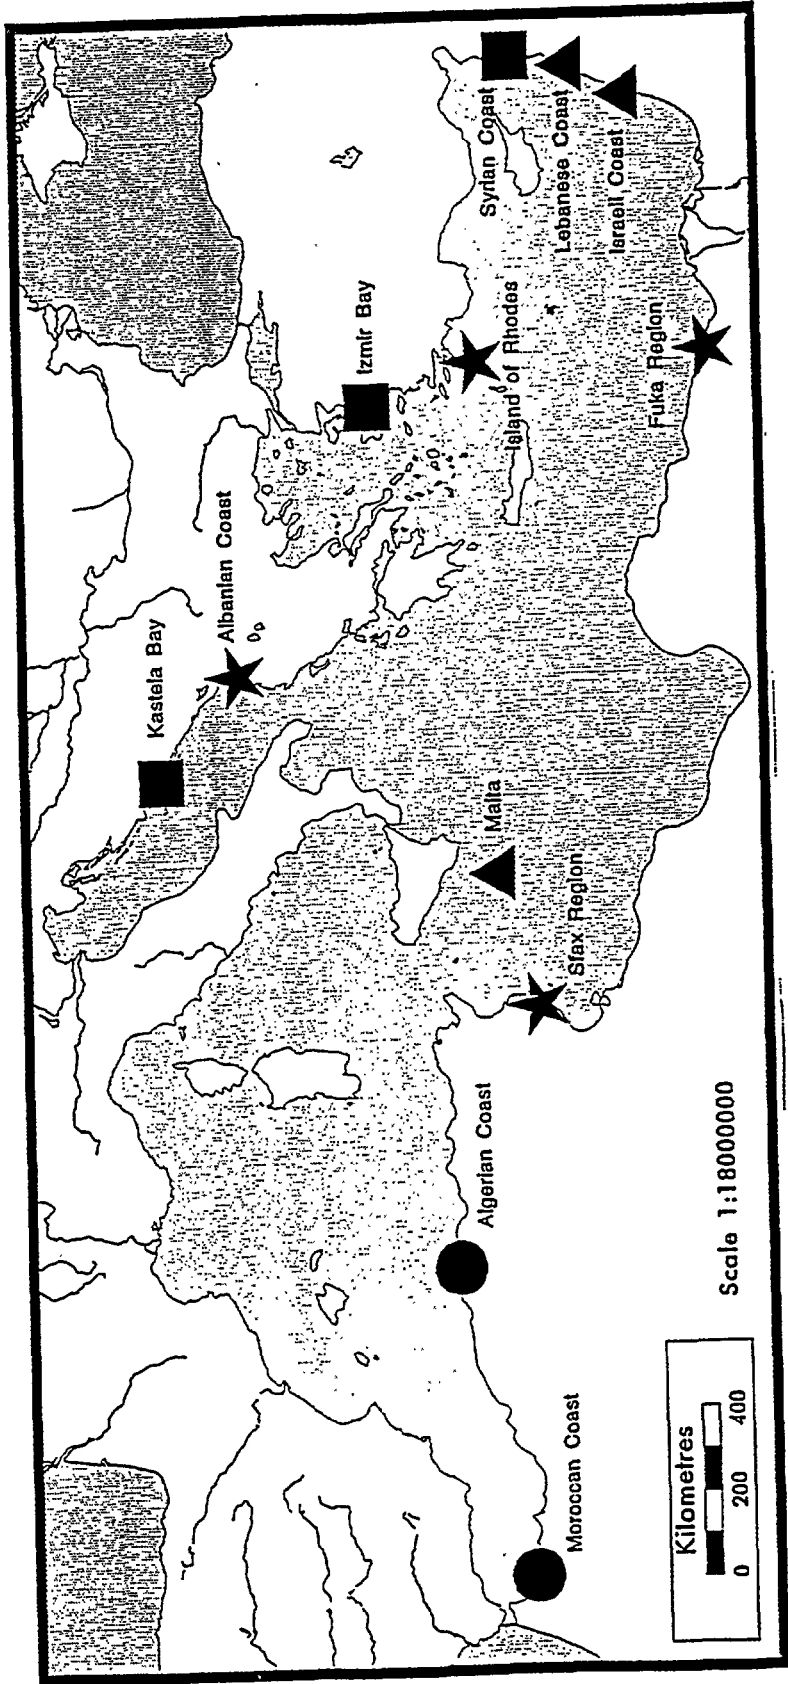 Kastela Bay
Albanian Coast
Izmir Bay
Syrian Coast
Lebanese Coast
Israeli Coast
Island of Rhodes
Fuka Region
Malta
Sfax Region
Algerian Coast
Moroccan Coast
Kilometres
0 200 400
Scale 1:18000000